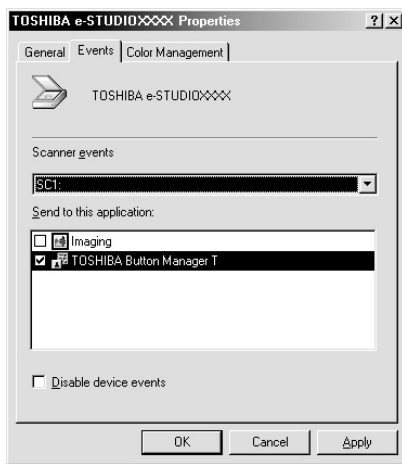 TOSHIBA e-STUDIOXXXX Properties
General Events Color Management
TOSHIBA e-STUDIOXXXX
Scanner events
SC1:
Send to this application:
Imaging
TOSHIBA Button Manager T
Disable device events
OK Cancel Apply